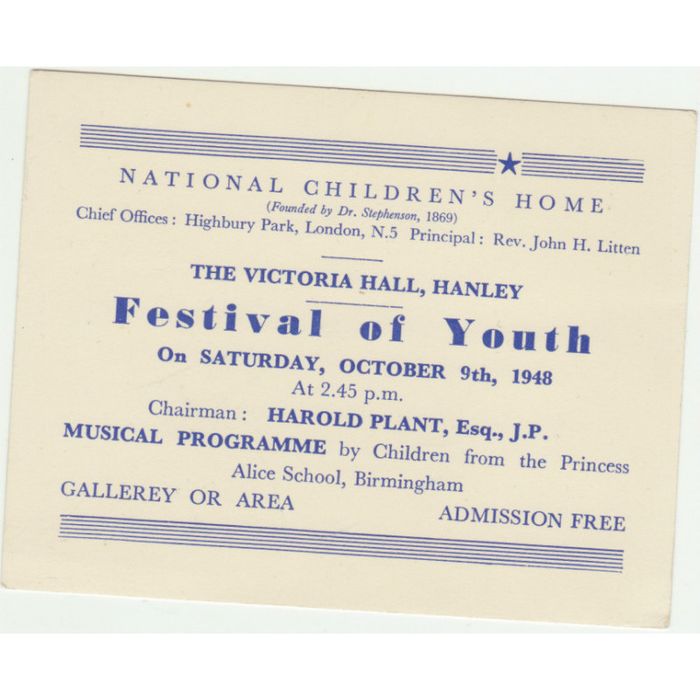 NATIONAL CHILDREN'S HOME
(Founded by Dr. Stephenson, 1869)
Chief Offices: Highbury Park, London, N.5 Principal: Rev. John H. Litten
THE VICTORIA HALL, HANLEY
Festival of Youth
On SATURDAY, OCTOBER 9th, 1948
At 2.45 p.m.
Chairman: HAROLD PLANT, Esq., J.P.
MUSICAL PROGRAMME by Children from the Princess
Alice School, Birmingham
GALLEREY OR AREA ADMISSION FREE